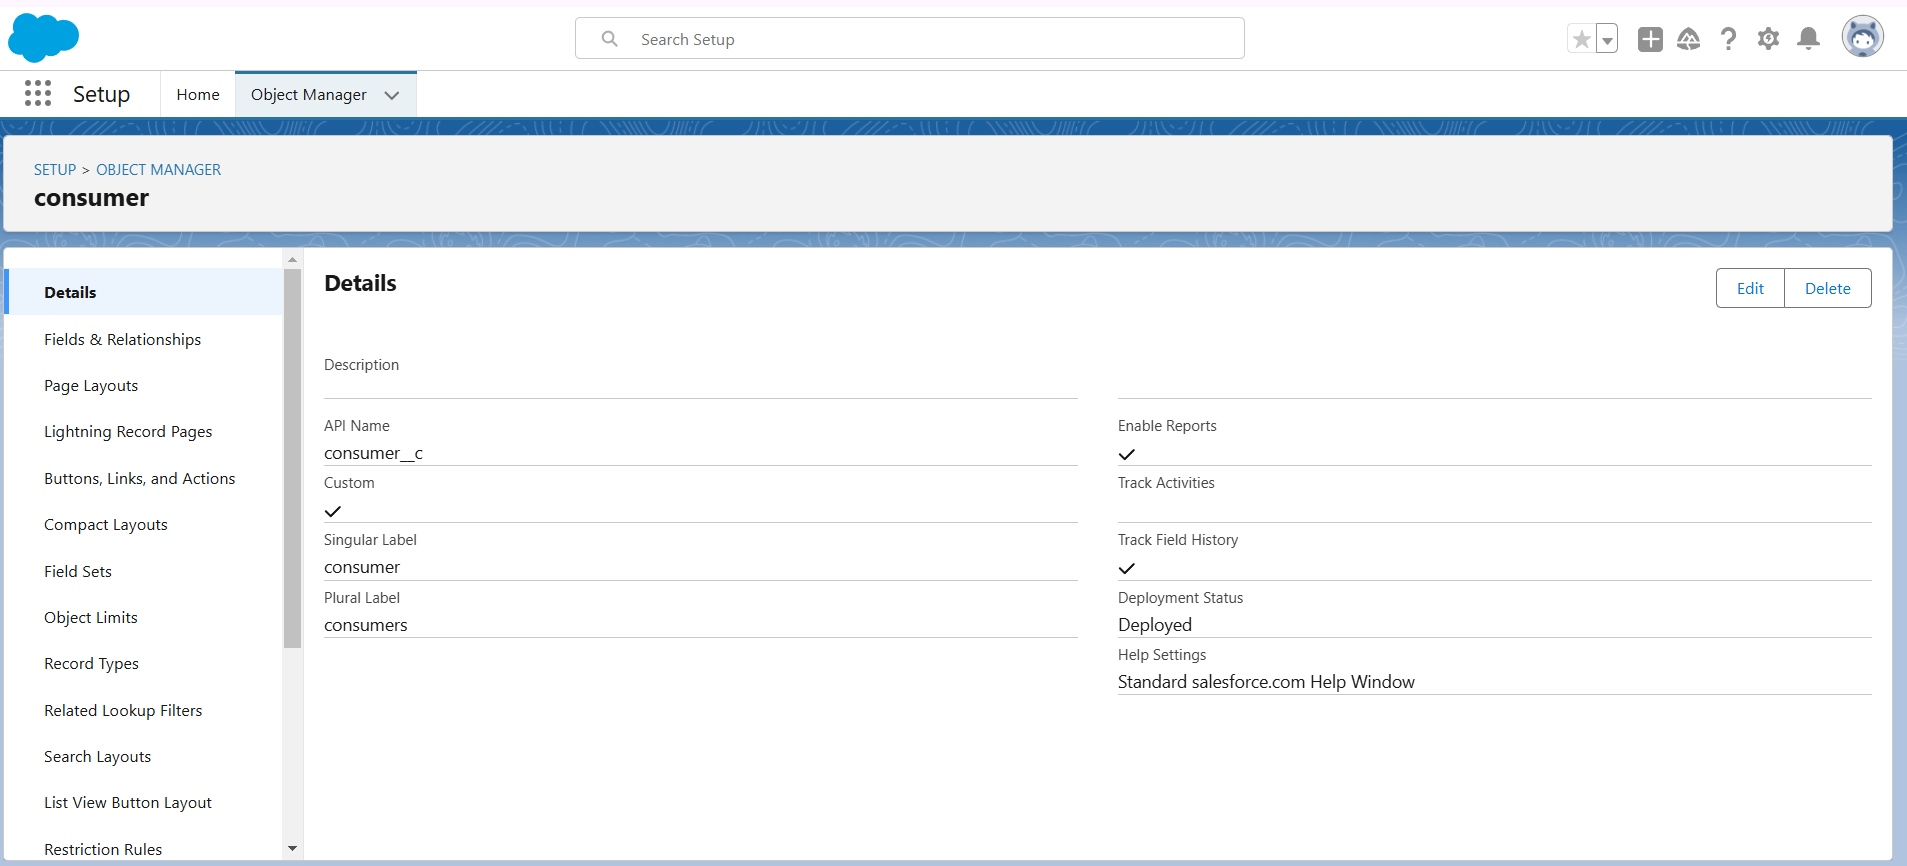 Search Setup
Setup
Home
Object Manager
SETUP > OBJECT MANAGER
consumer
Details
Fields & Relationships
Page Layouts
Lightning Record Pages
Buttons, Links, and Actions
Compact Layouts
Field Sets
Object Limits
Record Types
Related Lookup Filters
Search Layouts
List View Button Layout
Restriction Rules
Details
Edit
Delete
Description
API Name
consumer__c
Custom
Singular Label
consumer
Plural Label
consumers
Enable Reports
Track Activities
Track Field History
Deployment Status
Deployed
Help Settings
Standard salesforce.com Help Window